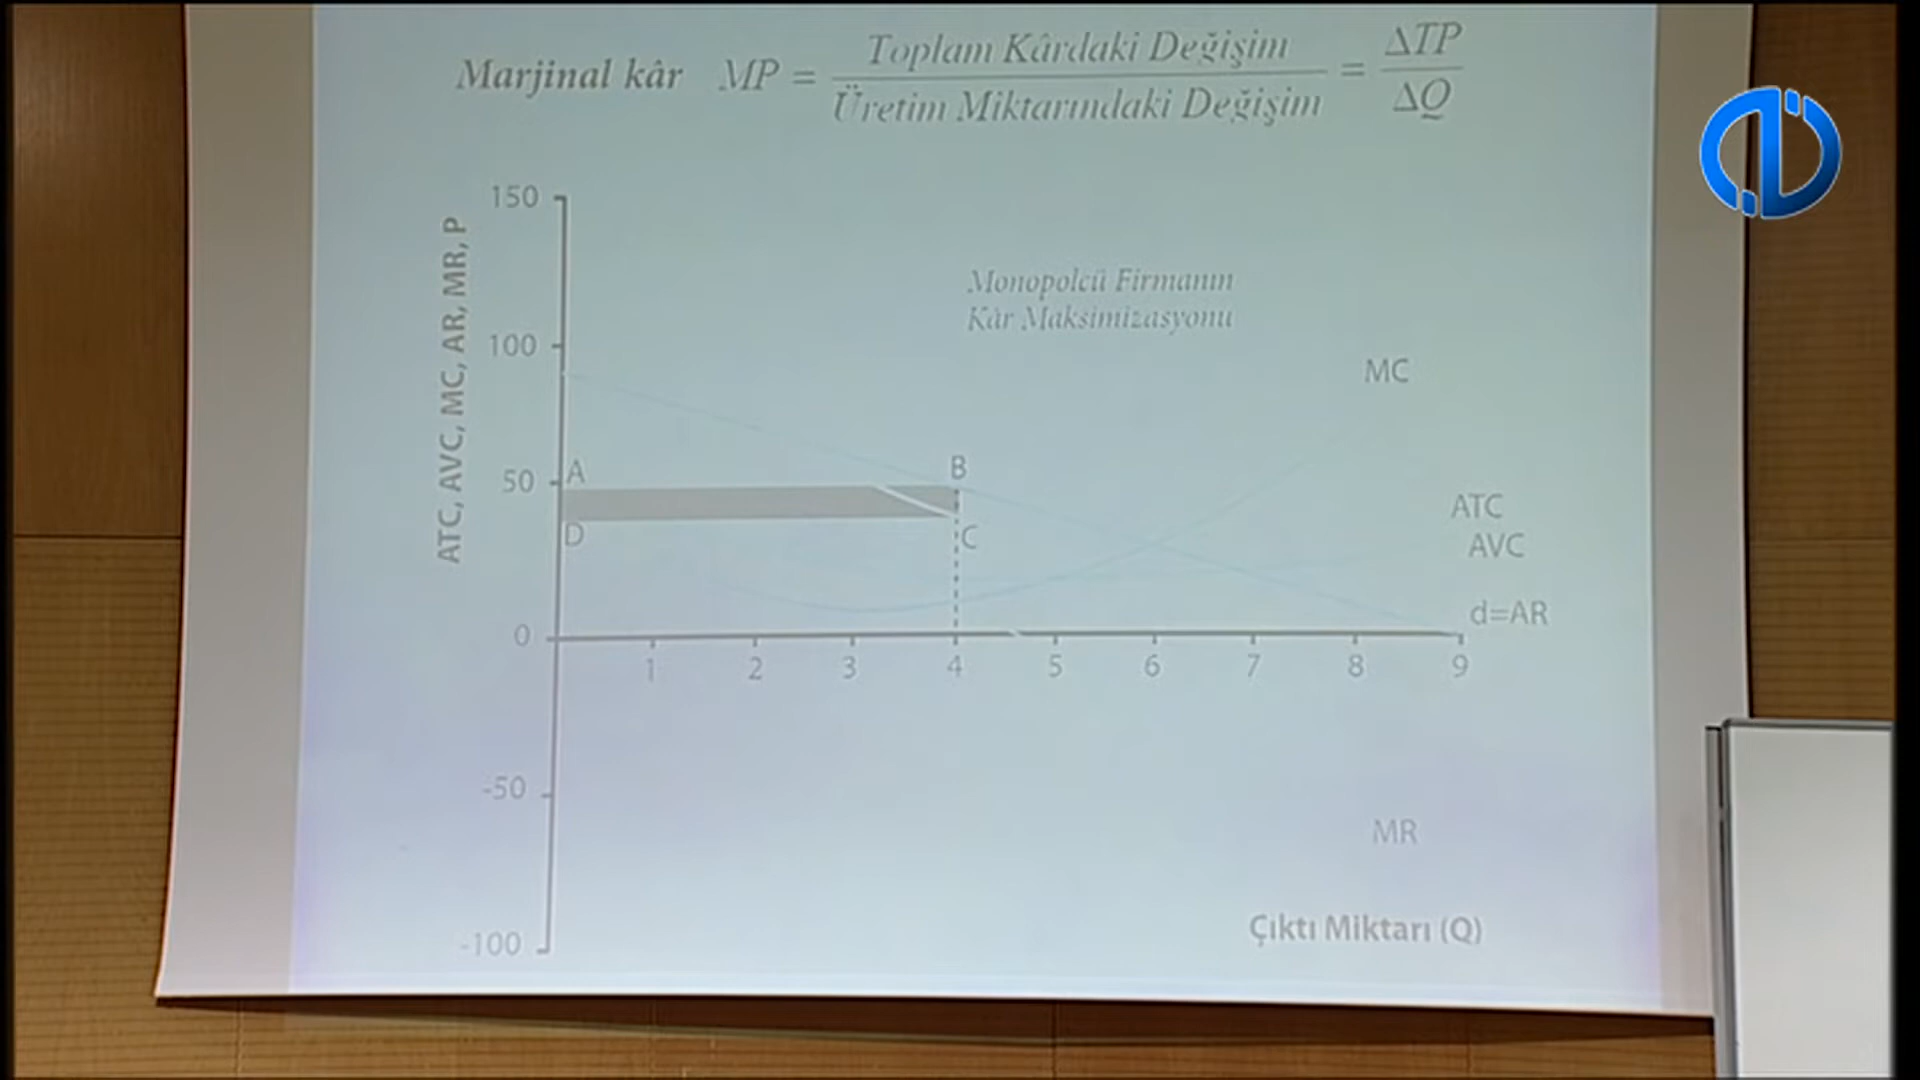 Marjinal kâr MP = Toplam Kârdaki Değişim / Üretim Miktarındaki Değişim = ΔTP / ΔQ
150
100
50
0
-50
-100
ATC, AVC, MC, AR, MR, P
Monopolcü Firmanın
Kâr Maksimizasyonu
MC
A
B
D
C
ATC
AVC
d=AR
1 2 3 4 5 6 7 8 9
MR
Çıktı Miktarı (Q)